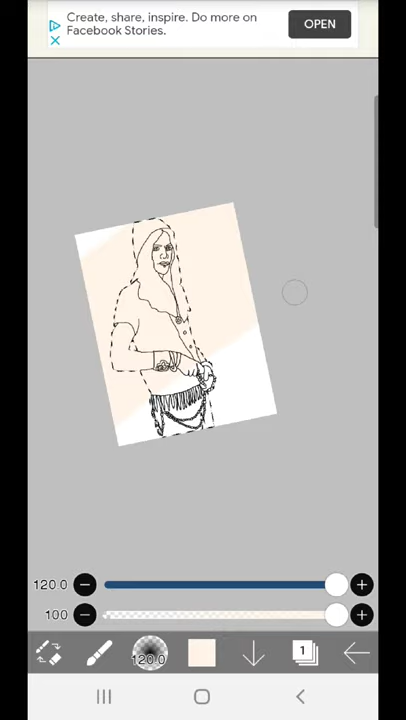 Create, share, inspire. Do more on
Facebook Stories.
OPEN
120.0
100
120.0
1